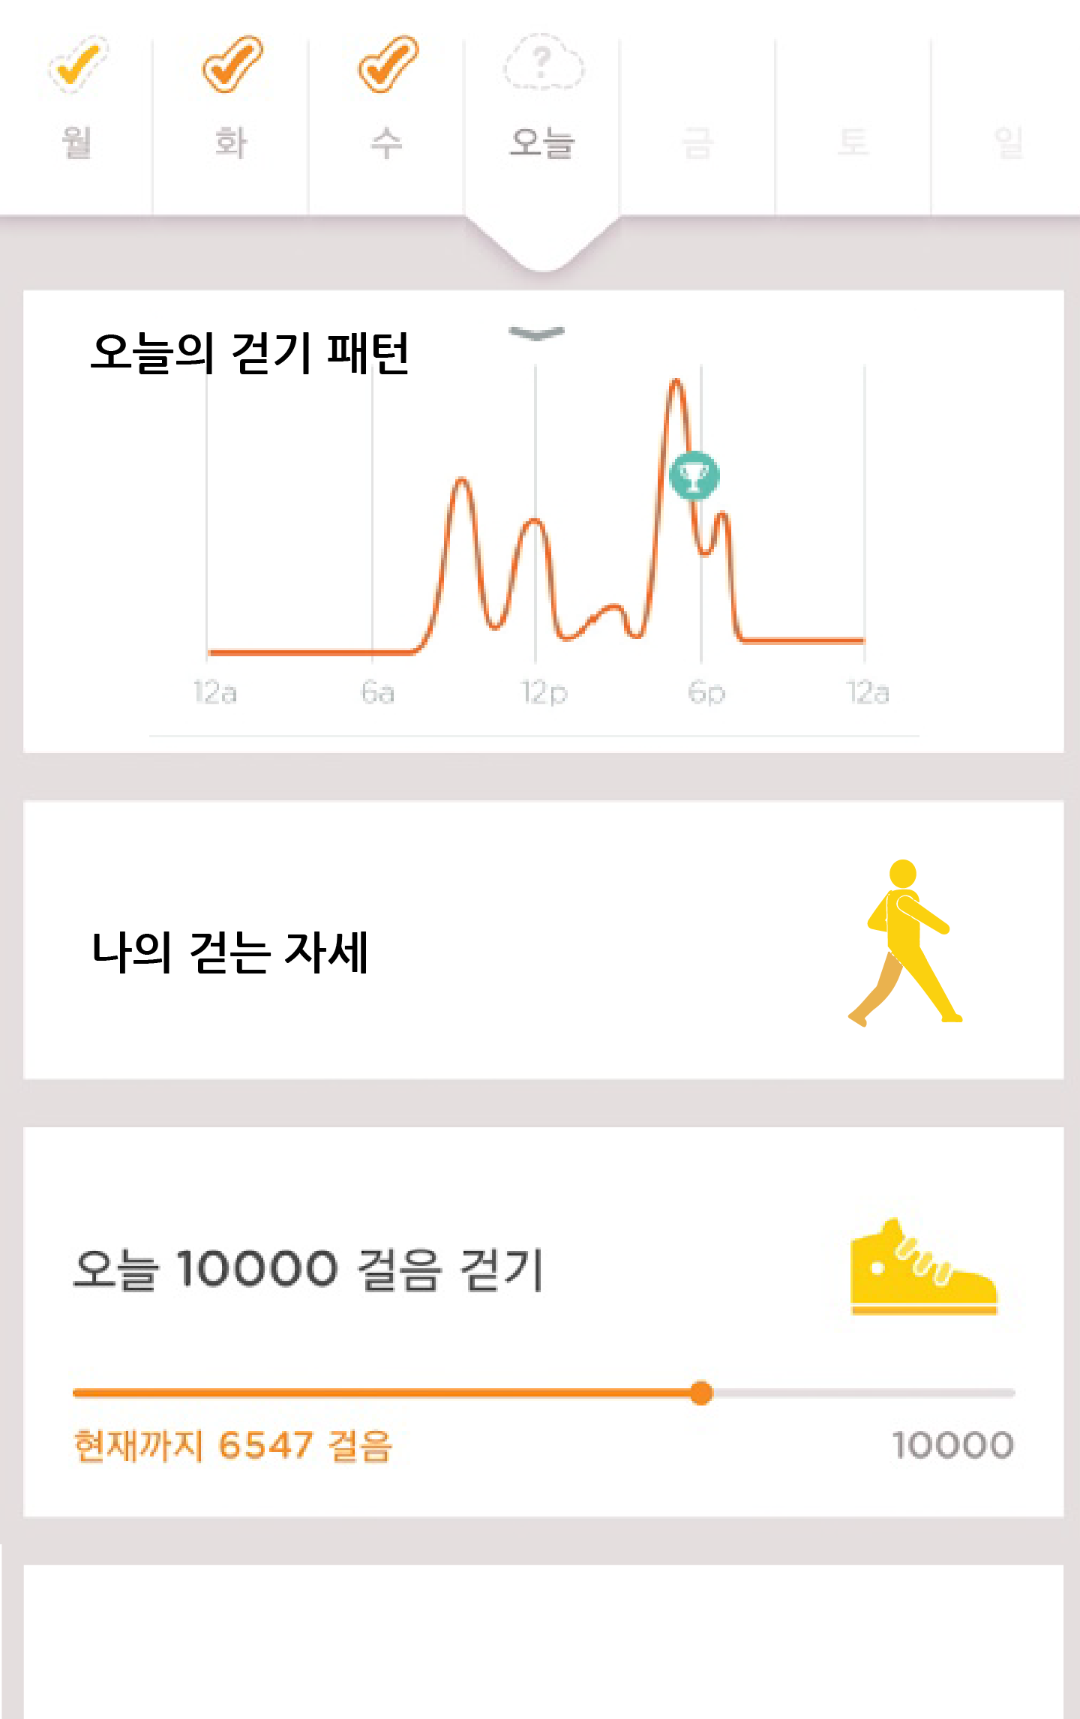 ?
월 화 수 오늘 금 토 일
오늘의 걷기 패턴
12a 6a 12p 6p 12a
나의 걷는 자세
오늘 10000 걸음 걷기
현재까지 6547 걸음 10000